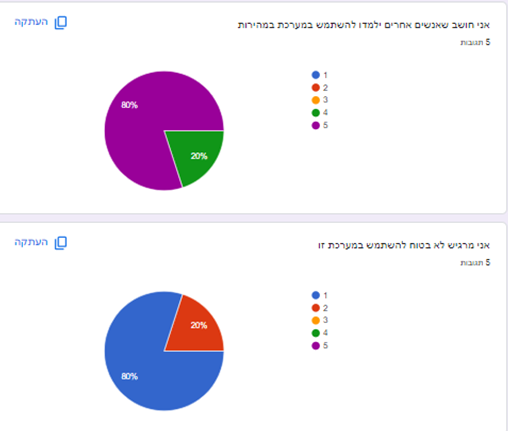 אני חושב שאנשים אחרים ילמדו להשתמש במערכת במהירות
העתקה
5 תגובות
1
2
3
4
5
80%
20%
אני מרגיש לא בטוח להשתמש במערכת זו
העתקה
5 תגובות
1
2
3
4
5
20%
80%